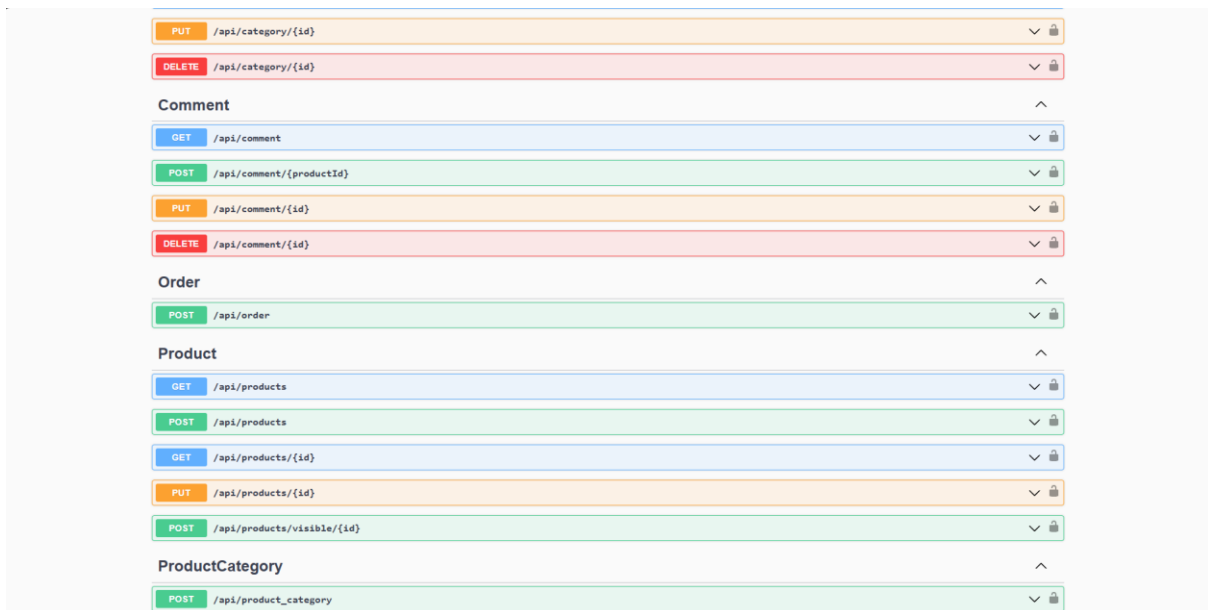 PUT /api/category/{id}
DELETE /api/category/{id}
Comment
GET /api/comment
POST /api/comment/{productId}
PUT /api/comment/{id}
DELETE /api/comment/{id}
Order
POST /api/order
Product
GET /api/products
POST /api/products
GET /api/products/{id}
PUT /api/products/{id}
POST /api/products/visible/{id}
ProductCategory
POST /api/product_category